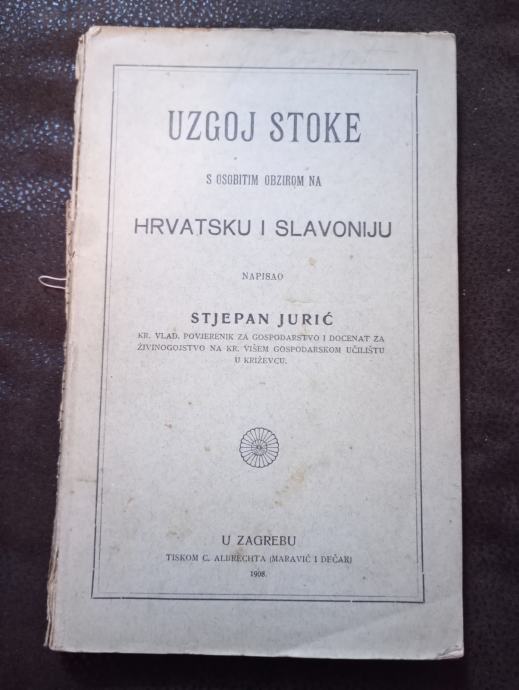 UZGOJ STOKE
S OSOBITIM OBZIROM NA
HRVATSKU I SLAVONIJU
NAPISAO
STJEPAN JURIĆ
KR. VLAD. POVJERENIK ZA GOSPODARSTVO I DOCENAT ZA
ŽIVINOGOJSTVO NA KR. VIŠEM GOSPODARSKOM UČILIŠTU
U KRIŽEVCU.
U ZAGREBU
TISKOM C. ALBRECHTA (MARAVIĆ I DEČAK)
1908.